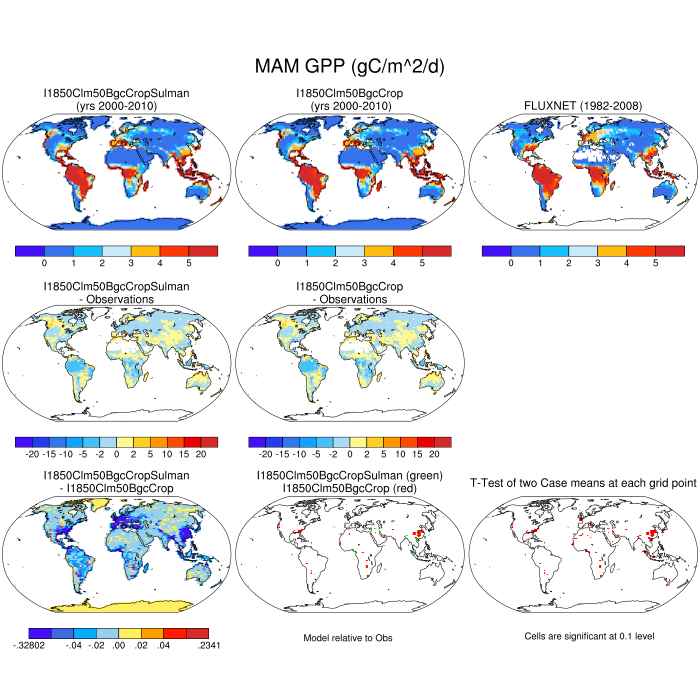 MAM GPP (gC/m^2/d)
I1850Clm50BgcCropSulman
(yrs 2000-2010)
I1850Clm50BgcCrop
(yrs 2000-2010)
FLUXNET (1982-2008)
0 1 2 3 4 5
0 1 2 3 4 5
0 1 2 3 4 5
I1850Clm50BgcCropSulman
- Observations
I1850Clm50BgcCrop
- Observations
-20 -15 -10 -5 -2 0 2 5 10 15 20
-20 -15 -10 -5 -2 0 2 5 10 15 20
I1850Clm50BgcCropSulman
- I1850Clm50BgcCrop
I1850Clm50BgcCropSulman (green)
I1850Clm50BgcCrop (red)
T-Test of two Case means at each grid point
-.32802 -.04 -.02 .00 .02 .04 .2341
Model relative to Obs
Cells are significant at 0.1 level